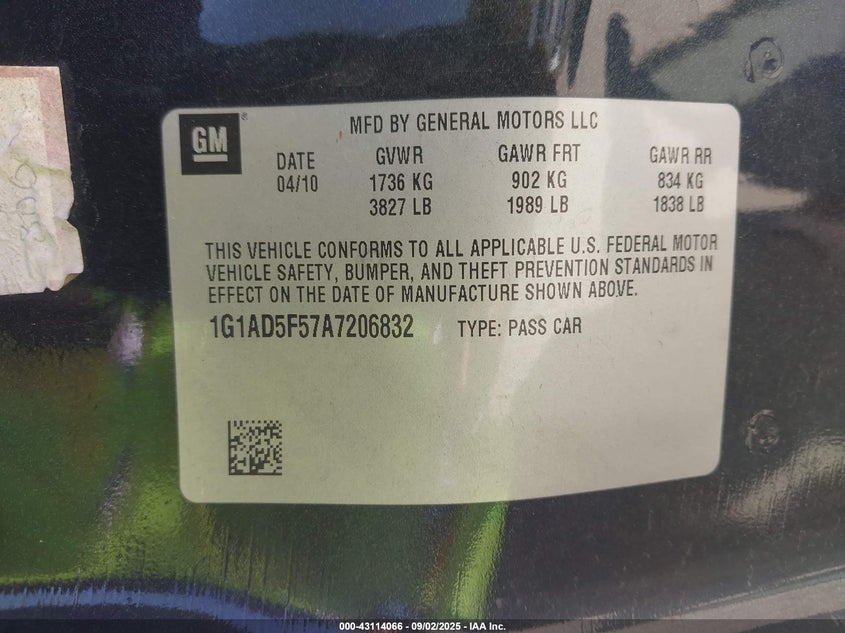 GM
MFD BY GENERAL MOTORS LLC
DATE GVWR GAWR FRT GAWR RR
04/10 1736 KG 902 KG 834 KG
3827 LB 1989 LB 1838 LB
THIS VEHICLE CONFORMS TO ALL APPLICABLE U.S. FEDERAL MOTOR
VEHICLE SAFETY, BUMPER, AND THEFT PREVENTION STANDARDS IN
EFFECT ON THE DATE OF MANUFACTURE SHOWN ABOVE.
1G1AD5F57A7206832 TYPE: PASS CAR
000-43114066 - 09/02/2025 - IAA Inc.